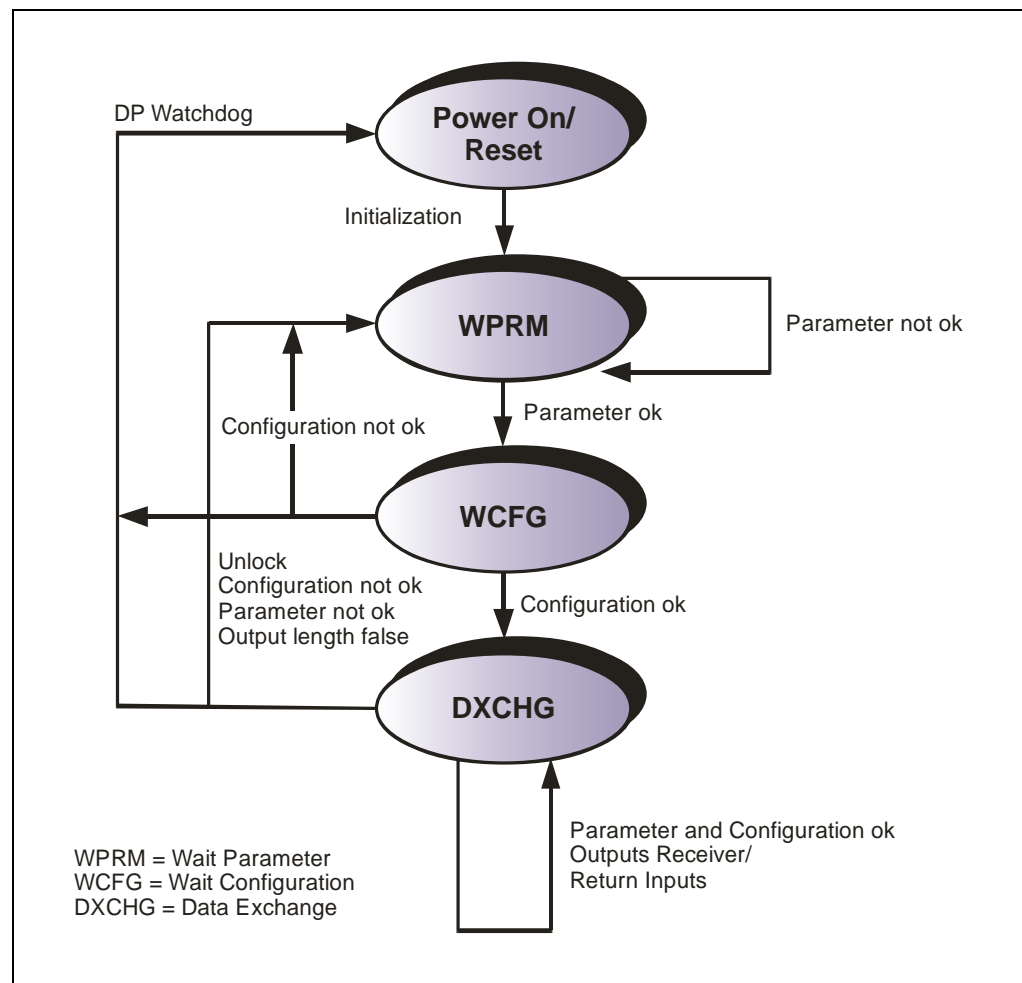 DP Watchdog
Power On/
Reset
Initialization
WPRM
Parameter not ok
Parameter ok
Configuration not ok
WCFG
Unlock
Configuration not ok
Parameter not ok
Output length false
Configuration ok
DXCHG
Parameter and Configuration ok
Outputs Receiver/
Return Inputs
WPRM = Wait Parameter
WCFG = Wait Configuration
DXCHG = Data Exchange